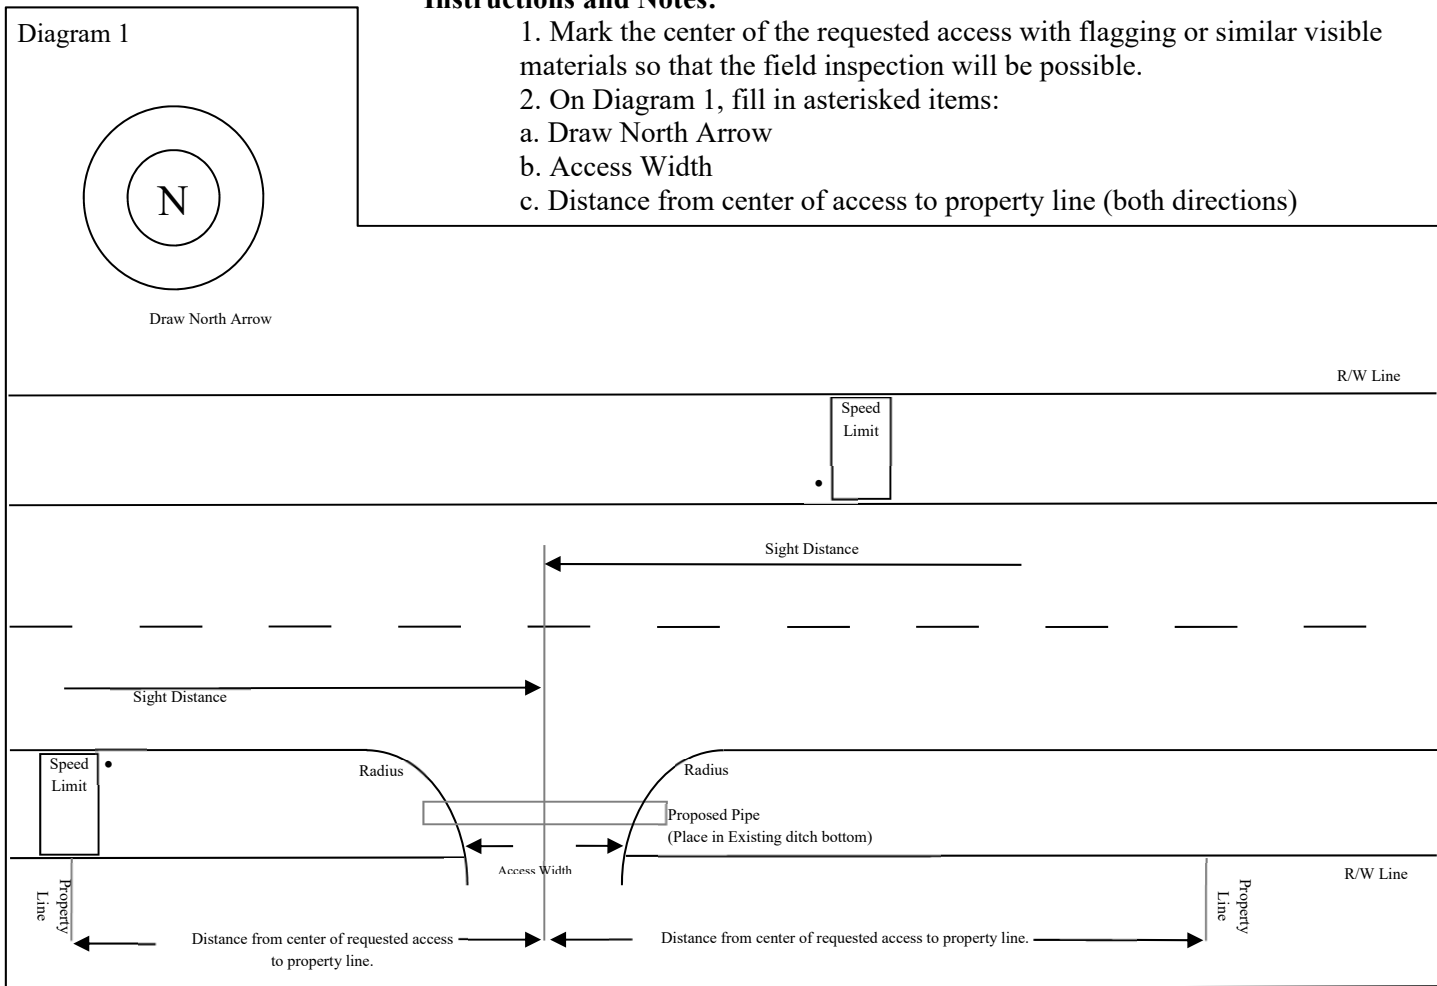 Instructions and Notes:
Diagram 1
1. Mark the center of the requested access with flagging or similar visible
materials so that the field inspection will be possible.
2. On Diagram 1, fill in asterisked items:
a. Draw North Arrow
b. Access Width
c. Distance from center of access to property line (both directions)
N
Draw North Arrow
R/W Line
Speed
Limit
Sight Distance
Sight Distance
Speed
Limit
Radius
Radius
Proposed Pipe
(Place in Existing ditch bottom)
Access Width
R/W Line
Property
Line
Property
Line
Distance from center of requested access
to property line.
Distance from center of requested access to property line.